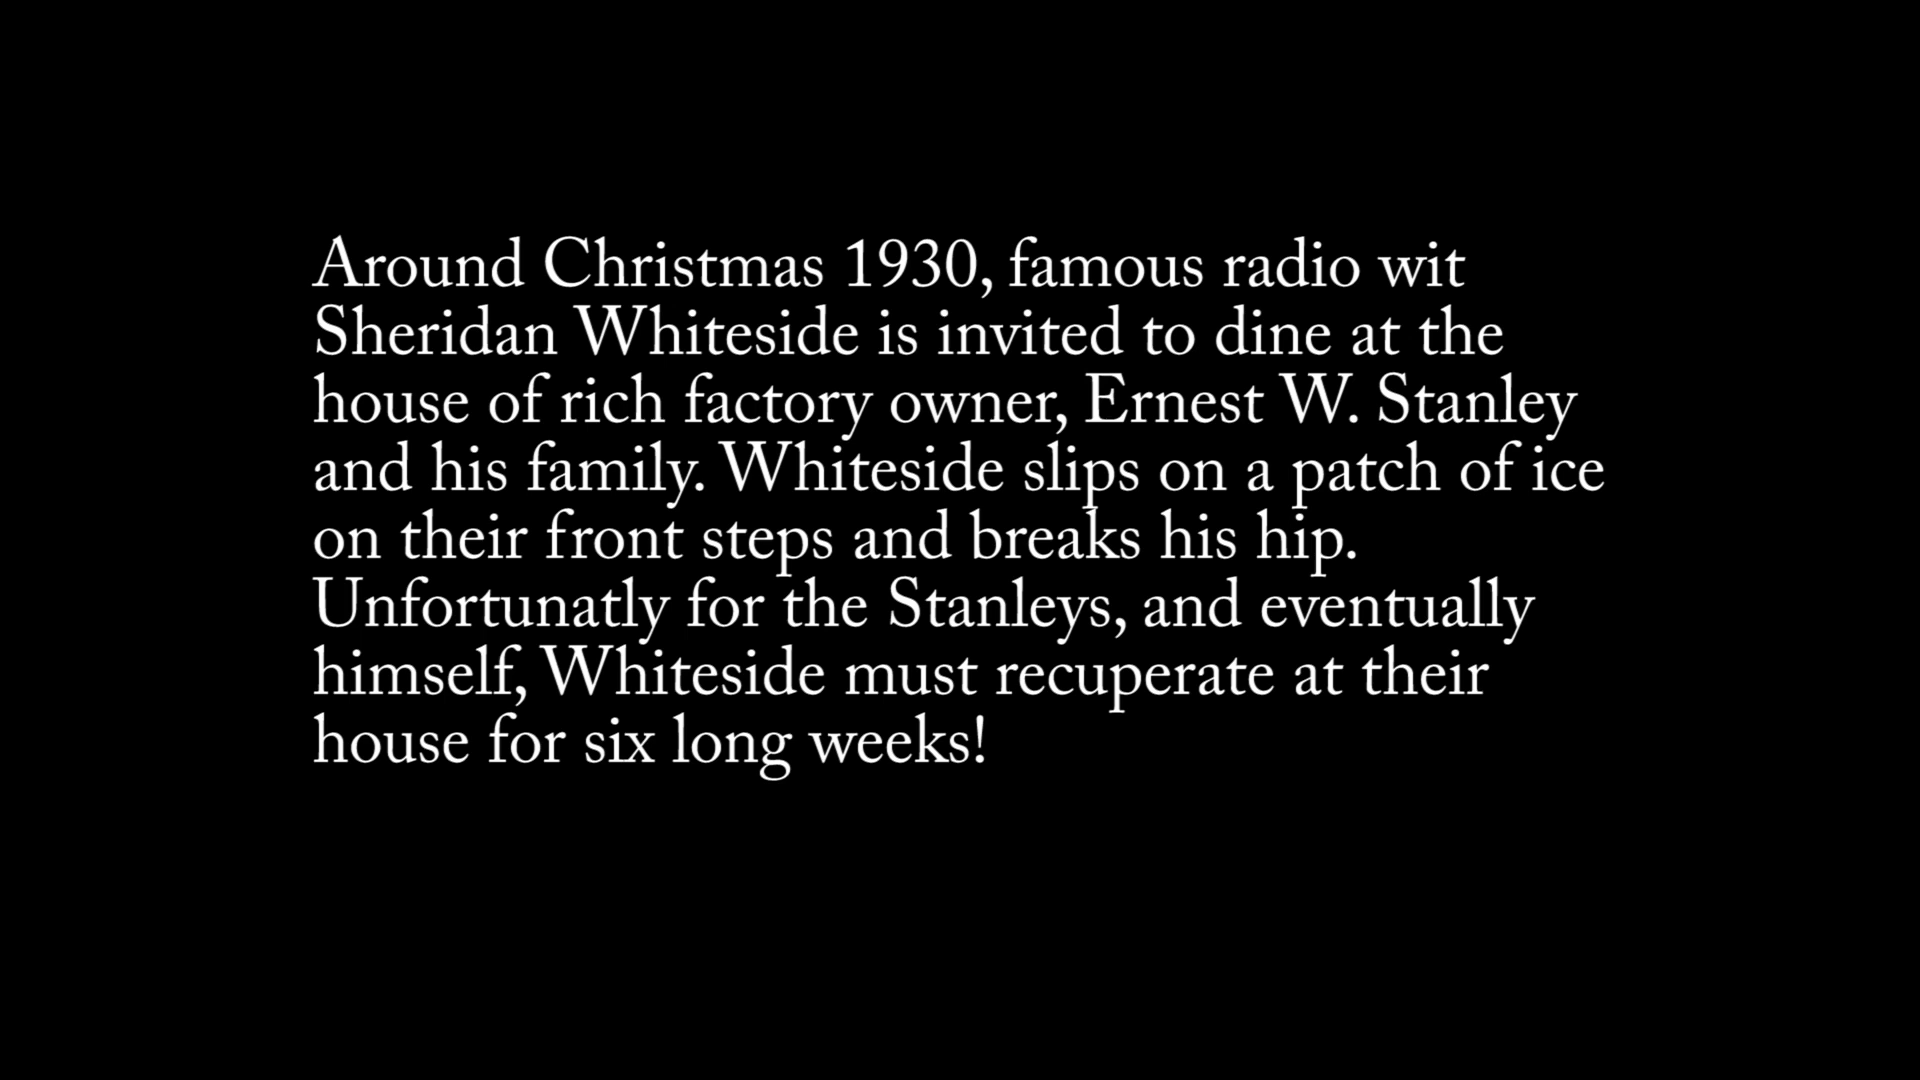 Around Christmas 1930, famous radio wit
Sheridan Whiteside is invited to dine at the
house of rich factory owner, Ernest W. Stanley
and his family. Whiteside slips on a patch of ice
on their front steps and breaks his hip.
Unfortunatly for the Stanleys, and eventually
himself, Whiteside must recuperate at their
house for six long weeks!